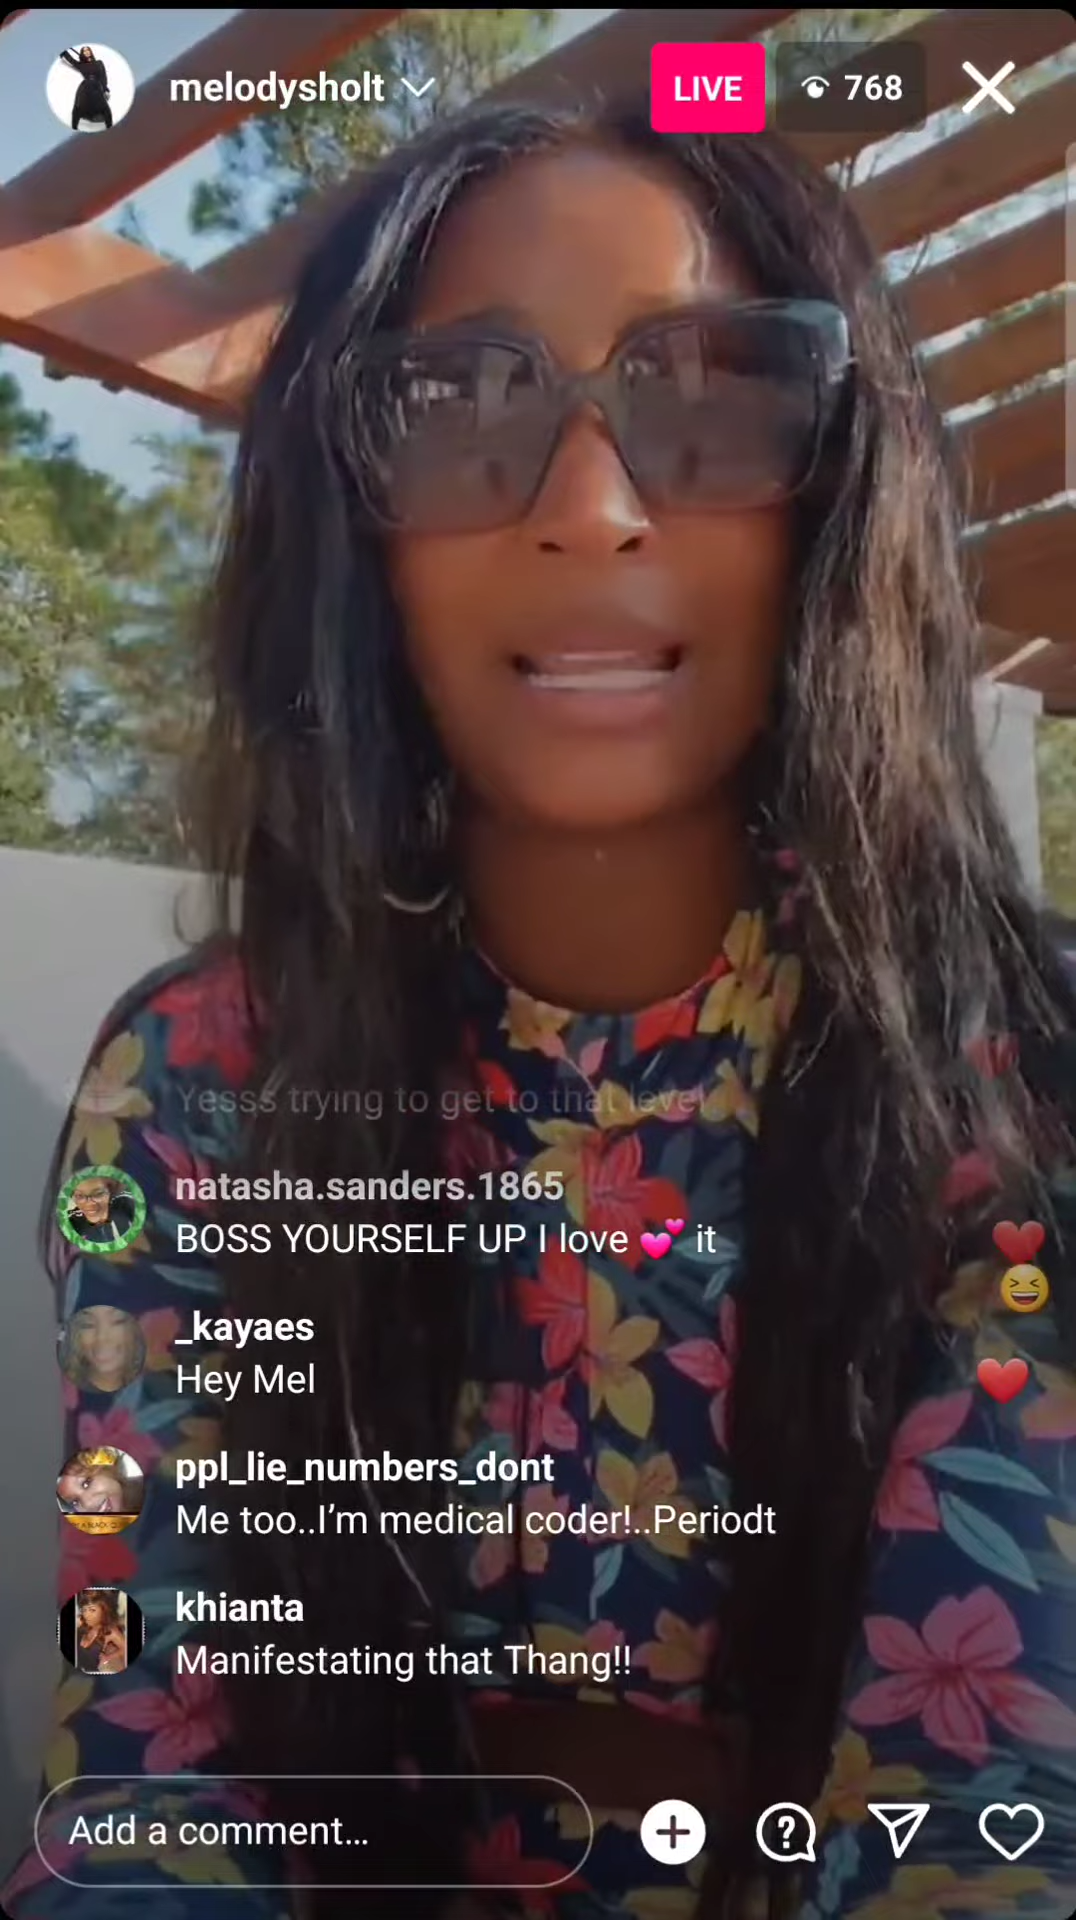 melodysholt
LIVE
768
Yesss trying to get to that level
natasha.sanders.1865
BOSS YOURSELF UP I love 💕 it
_kayaes
Hey Mel
ppl_lie_numbers_dont
Me too..I'm medical coder!..Periodt
khianta
Manifestating that Thang!!
Add a comment...